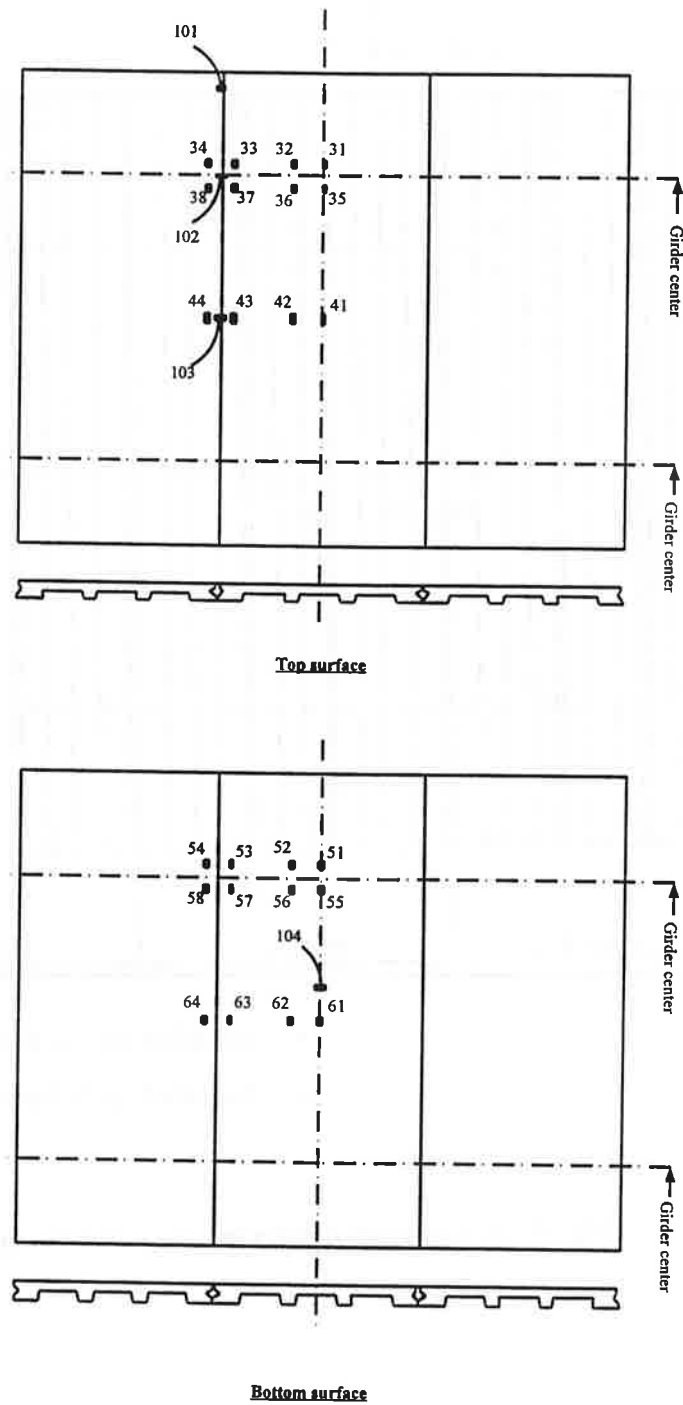 101
34 33 32 31
38 37 36 35
102
Girder center
44 43 42 41
103
Girder center
Top surface
54 53 52 51
58 57 56 55
Girder center
104
64 63 62 61
Girder center
Bottom surface